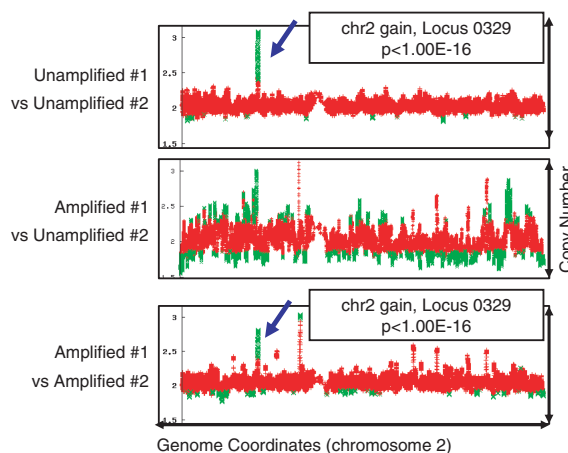 chr2 gain, Locus 0329
p<1.00E-16
Unamplified #1
vs Unamplified #2
3
2.5
2
1.5
Amplified #1
vs Unamplified #2
3
2.5
2
1.5
Copy Number
chr2 gain, Locus 0329
p<1.00E-16
Amplified #1
vs Amplified #2
3
2.5
2
Genome Coordinates (chromosome 2)